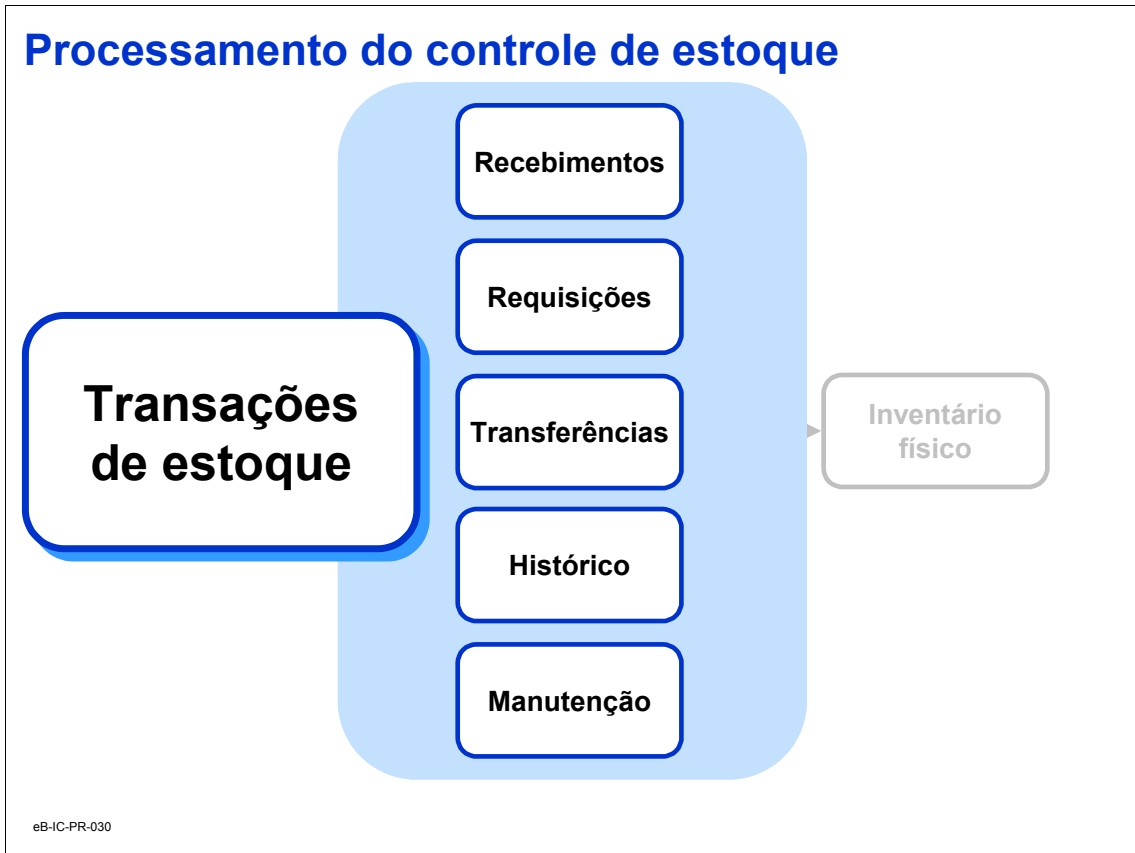 Processamento do controle de estoque
Recebimentos
Requisições
Transações
de estoque
Transferências
Inventário
físico
Histórico
Manutenção
eB-IC-PR-030